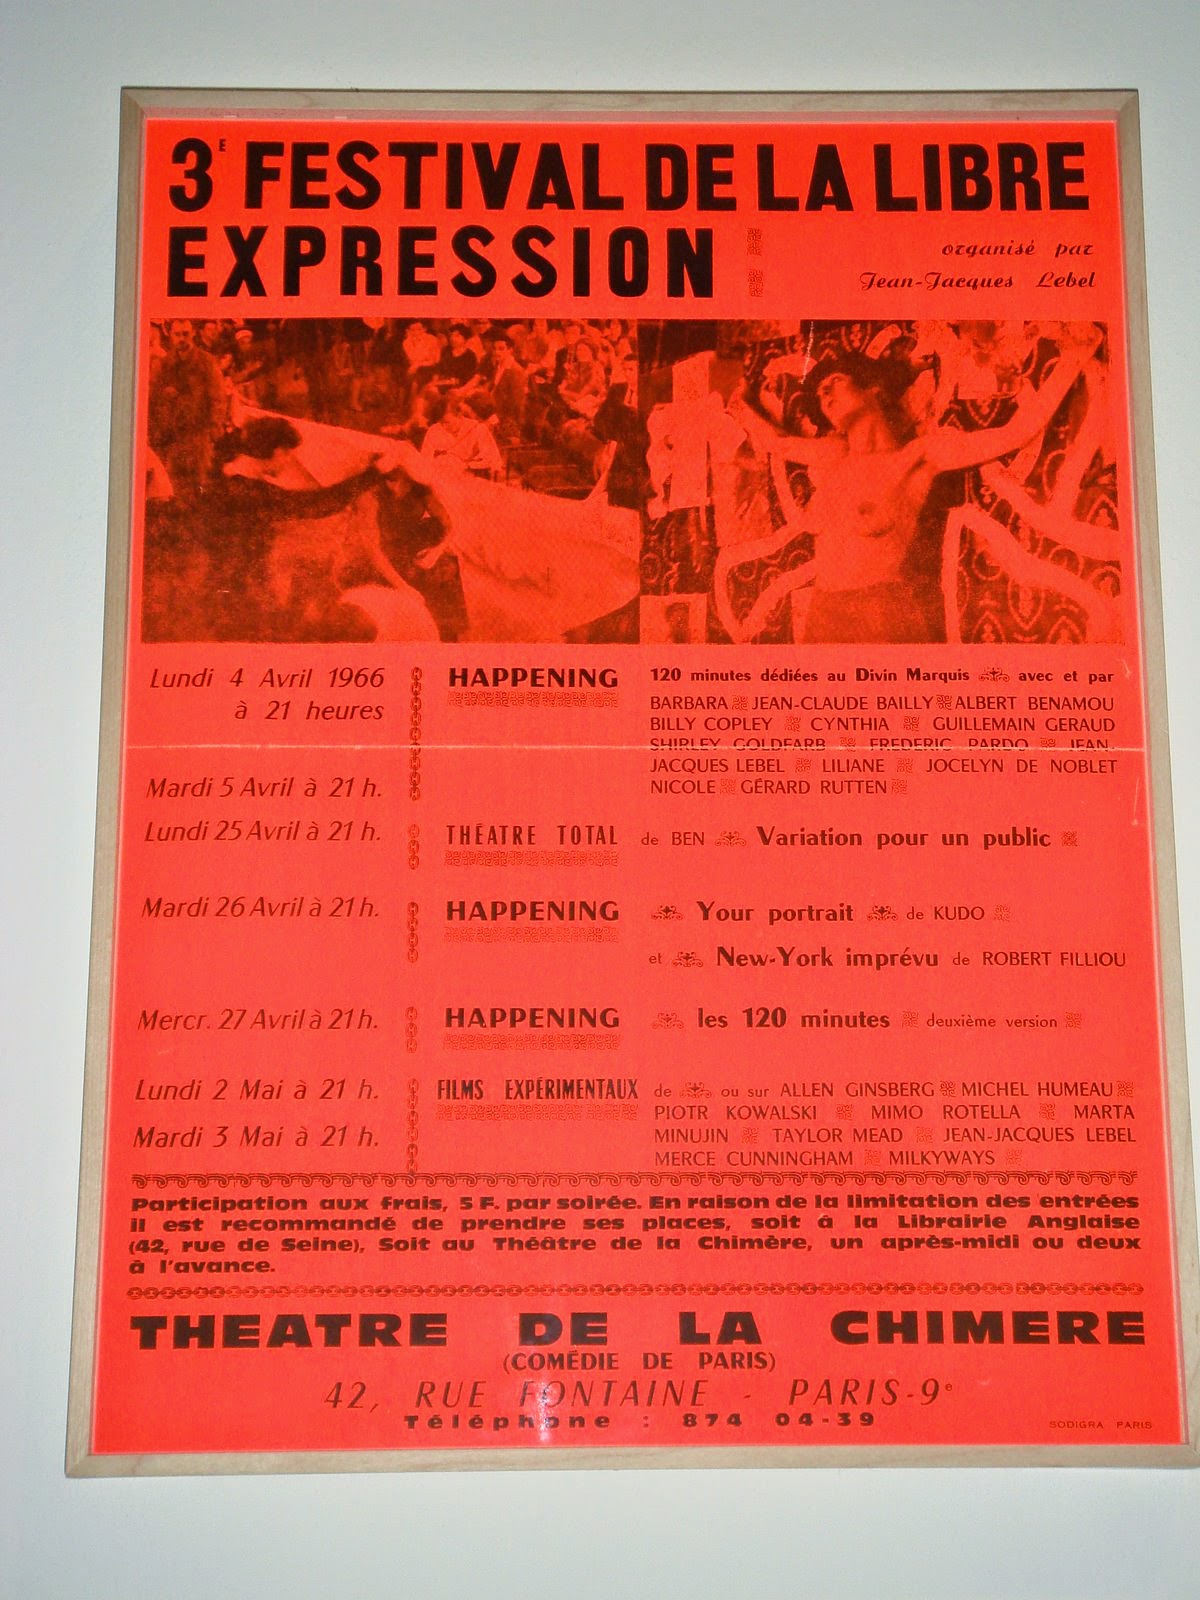 3E FESTIVAL DE LA LIBRE
EXPRESSION
organisé par
Jean-Jacques Lebel
Lundi 4 Avril 1966
à 21 heures
Mardi 5 Avril à 21 h.
HAPPENING
120 minutes dédiées au Divin Marquis avec et par
BARBARA JEAN-CLAUDE BAILLY ALBERT BENAMOU
BILLY COPLEY CYNTHIA GUILLEMAIN GERAUD
SHIRLEY GOLDFARB FREDERIC PARDO JEAN-
JACQUES LEBEL LILIANE JOCELYN DE NOBLET
NICOLE GÉRARD RUTTEN
Lundi 25 Avril à 21 h. THÉATRE TOTAL de BEN Variation pour un public
Mardi 26 Avril à 21 h. HAPPENING Your portrait de KUDO
et New-York imprévu de ROBERT FILLIOU
Mercr. 27 Avril à 21 h. HAPPENING les 120 minutes deuxième version
Lundi 2 Mai à 21 h.
Mardi 3 Mai à 21 h.
FILMS EXPÉRIMENTAUX
de ou sur ALLEN GINSBERG MICHEL HUMEAU
PIOTR KOWALSKI MIMO ROTELLA MARTA
MINUJIN TAYLOR MEAD JEAN-JACQUES LEBEL
MERCE CUNNINGHAM MILKYWAYS
Participation aux frais, 5 F. par soirée. En raison de la limitation des entrées
il est recommandé de prendre ses places, soit à la Librairie Anglaise
(42, rue de Seine), Soit au Théâtre de la Chimère, un après-midi ou deux
à l'avance.
THEATRE DE LA CHIMERE
(COMÉDIE DE PARIS)
42, RUE FONTAINE - PARIS-9e
Téléphone : 874 04-39
SODIGRA PARIS